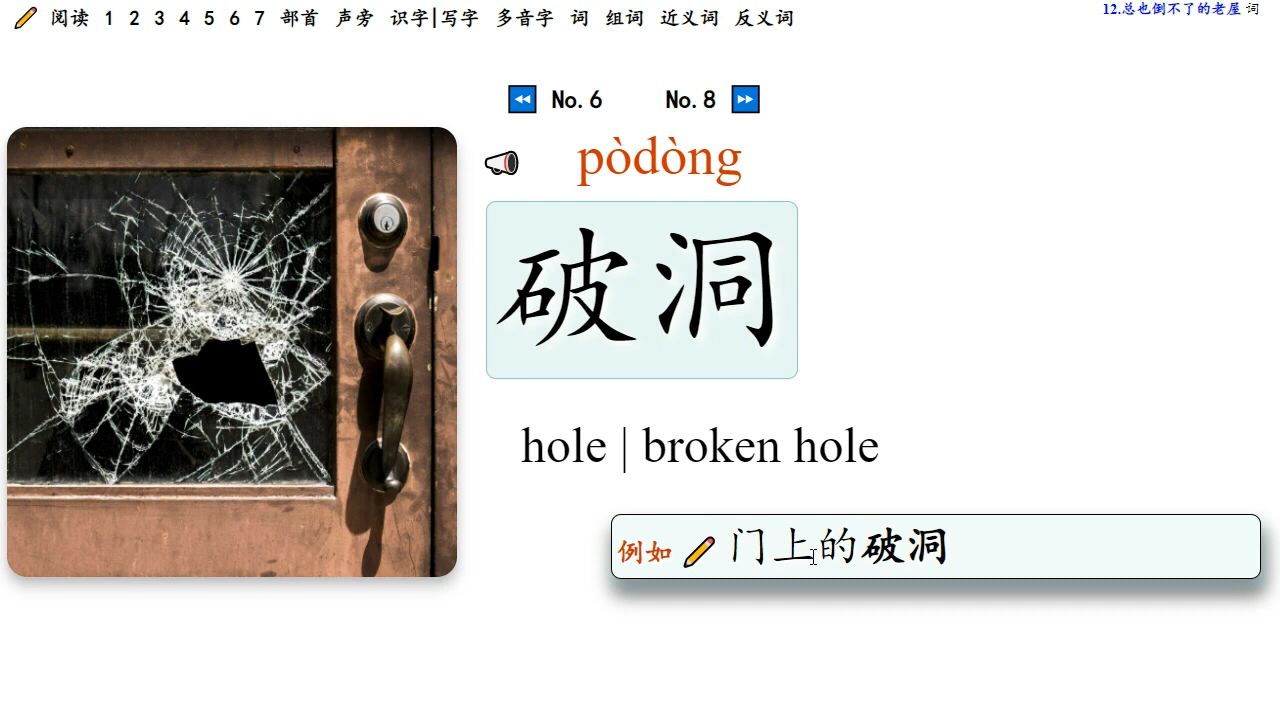 阅读 1 2 3 4 5 6 7 部首 声旁 识字|写字 多音字 词 组词 近义词 反义词
12.总也倒不了的老屋 词
No.6 No.8
pòdòng
破洞
hole | broken hole
例如 门上的破洞